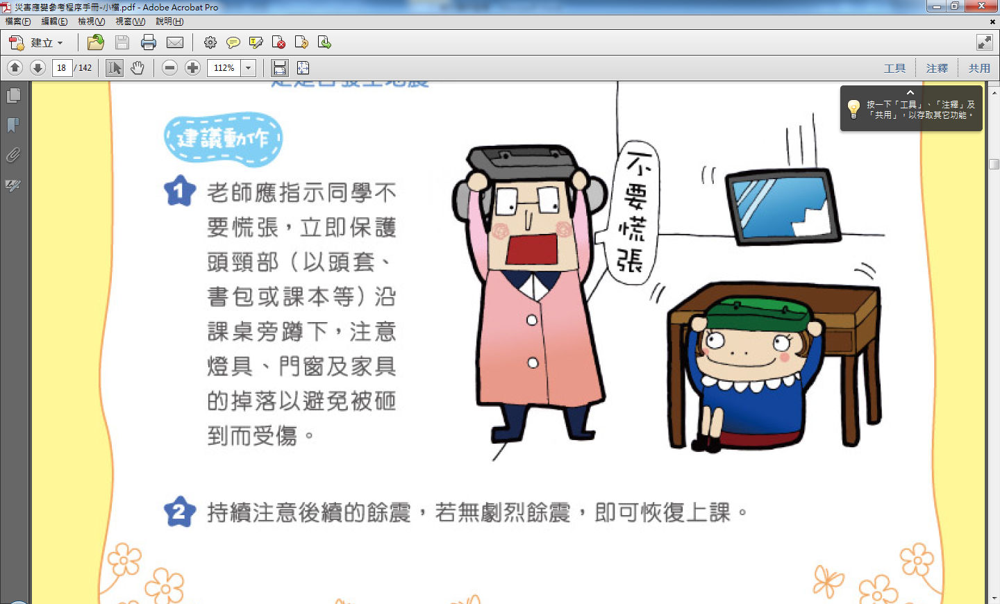 災害應變參考程序手冊-小檔.pdf - Adobe Acrobat Pro
檔案(F) 編輯(E) 檢視(V) 視窗(W) 說明(H)
建立
18 / 142 112% 工具 注釋 共用
按一下「工具」、「注釋」及
「共用」，以存取其它功能。
建議動作
1 老師應指示同學不
要慌張，立即保護
頭頸部（以頭套、
書包或課本等）沿
課桌旁蹲下，注意
燈具、門窗及家具
的掉落以避免被砸
到而受傷。
不要慌張
2 持續注意後續的餘震，若無劇烈餘震，即可恢復上課。